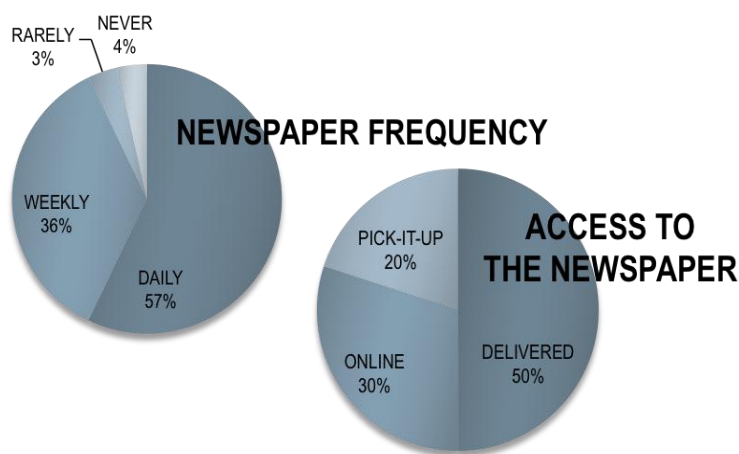 NEVER
4%
RARELY
3%
NEWSPAPER FREQUENCY
WEEKLY
36%
DAILY
57%
ACCESS TO
THE NEWSPAPER
PICK-IT-UP
20%
ONLINE
30%
DELIVERED
50%